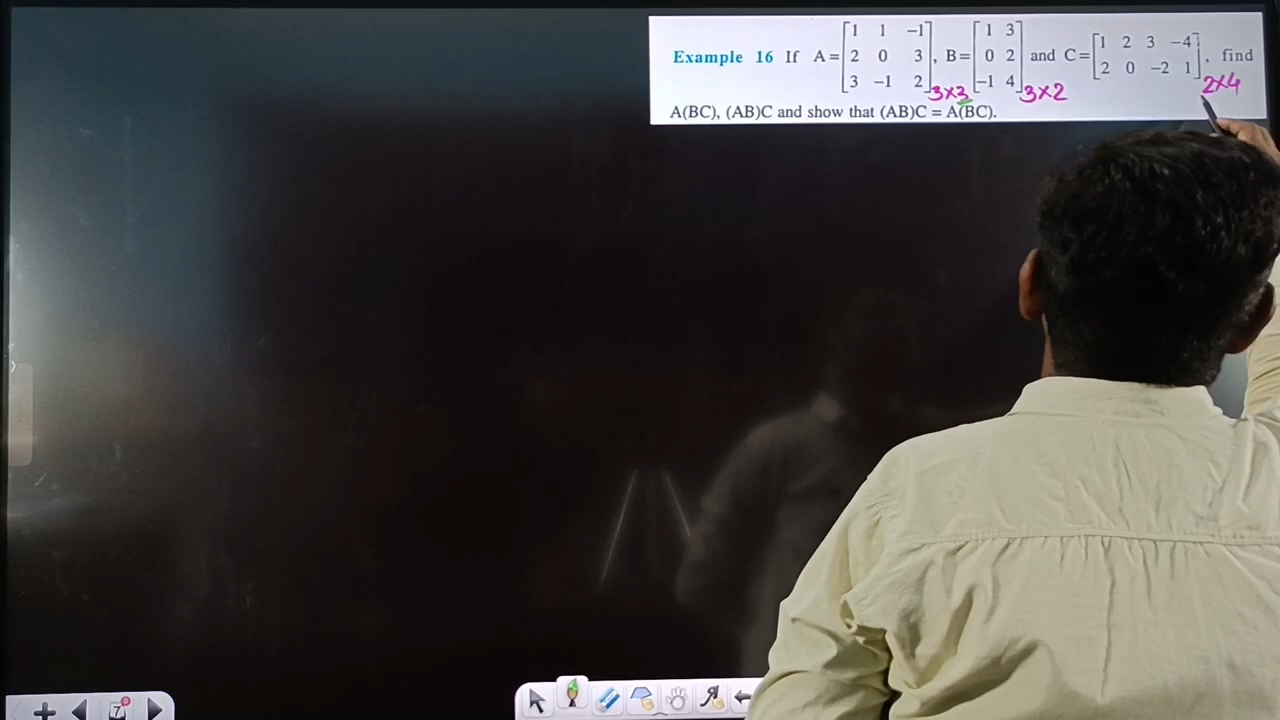 Example 16 If A = [1 1 −1; 2 0 3; 3 −1 2] 3×3, B = [1 3; 0 2; −1 4] 3×2 and C = [1 2 3 −4; 2 0 −2 1] 2×4, find
A(BC), (AB)C and show that (AB)C = A(BC).
7